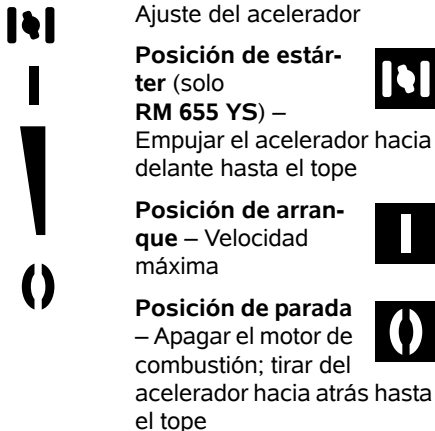 Ajuste del acelerador
Posición de estár-
ter (solo
RM 655 YS) –
Empujar el acelerador hacia
delante hasta el tope
Posición de arran-
que – Velocidad
máxima
Posición de parada
– Apagar el motor de
combustión; tirar del
acelerador hacia atrás hasta
el tope